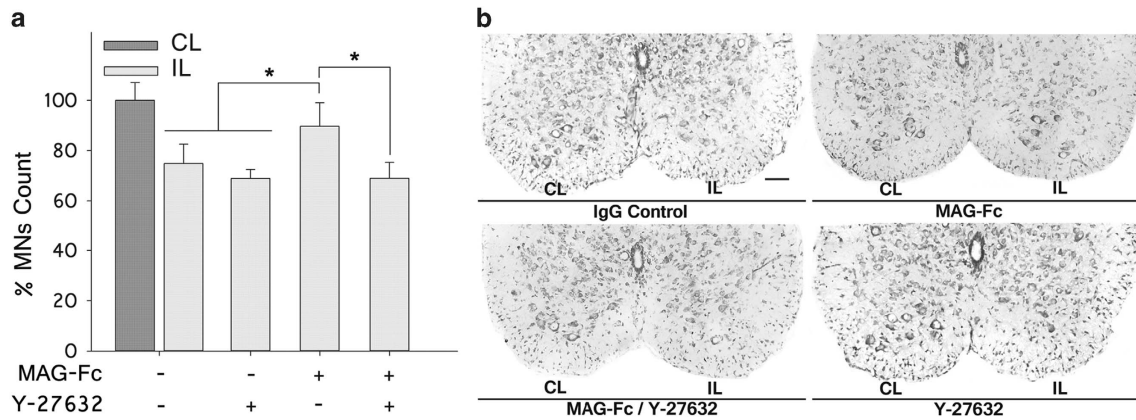 a
CL
IL
% MNs Count
100
80
60
40
20
0
*
*
MAG-Fc - - + +
Y-27632 - + - +
b
CL IL
IgG Control
CL IL
MAG-Fc
CL IL
MAG-Fc / Y-27632
CL IL
Y-27632